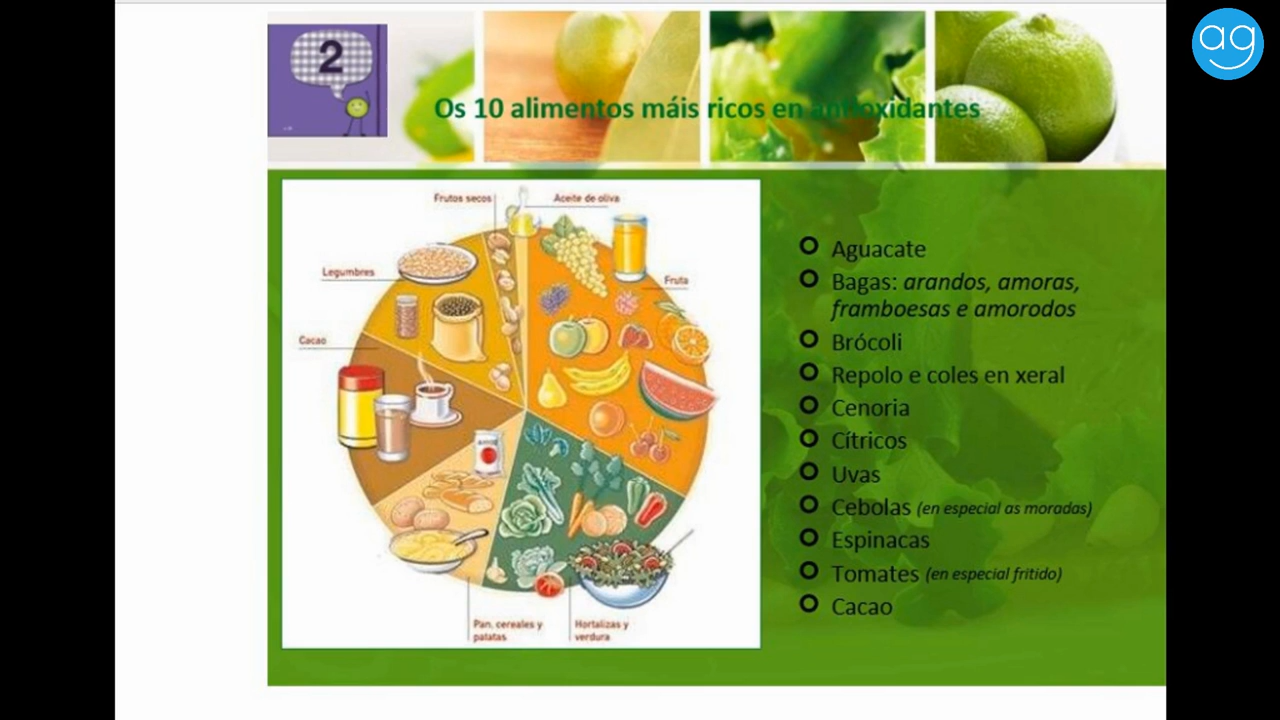 ag
2
Os 10 alimentos máis ricos en antioxidantes
Frutos secos
Aceite de oliva
Legumbres
Fruta
Cacao
Pan, cereales y
patatas
Hortalizas y
verdura
Aguacate
Bagas: arandos, amoras,
framboesas e amorodos
Brócoli
Repolo e coles en xeral
Cenoria
Cítricos
Uvas
Cebolas (en especial as moradas)
Espinacas
Tomates (en especial fritido)
Cacao